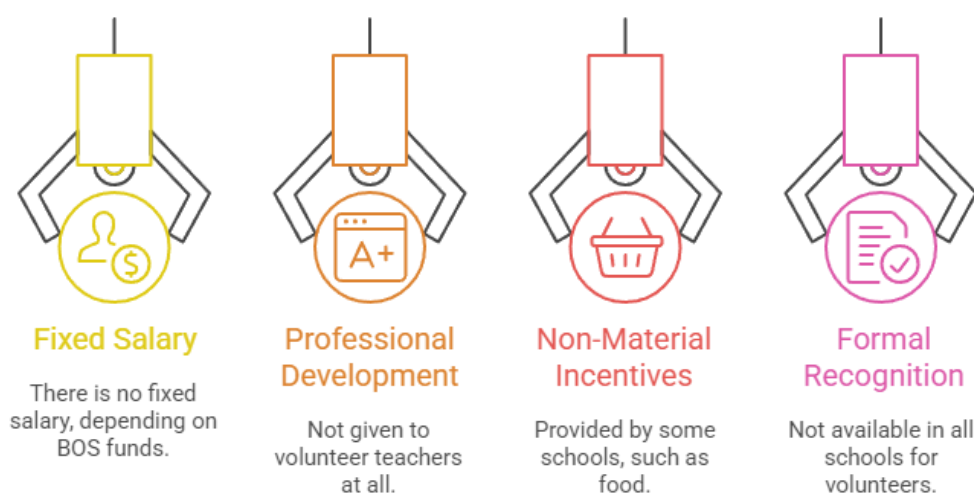 $
A+
Fixed Salary
There is no fixed
salary, depending on
BOS funds.
Professional
Development
Not given to
volunteer teachers
at all.
Non-Material
Incentives
Provided by some
schools, such as
food.
Formal
Recognition
Not available in all
schools for
volunteers.